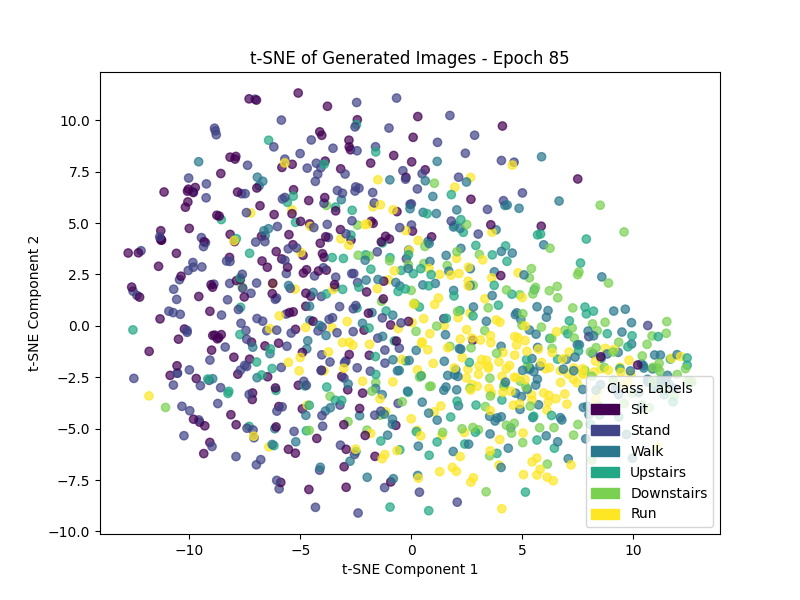 t-SNE of Generated Images - Epoch 85
t-SNE Component 2
10.0
7.5
5.0
2.5
0.0
−2.5
−5.0
−7.5
−10.0
Class Labels
Sit
Stand
Walk
Upstairs
Downstairs
Run
−10
−5
0
5
10
t-SNE Component 1